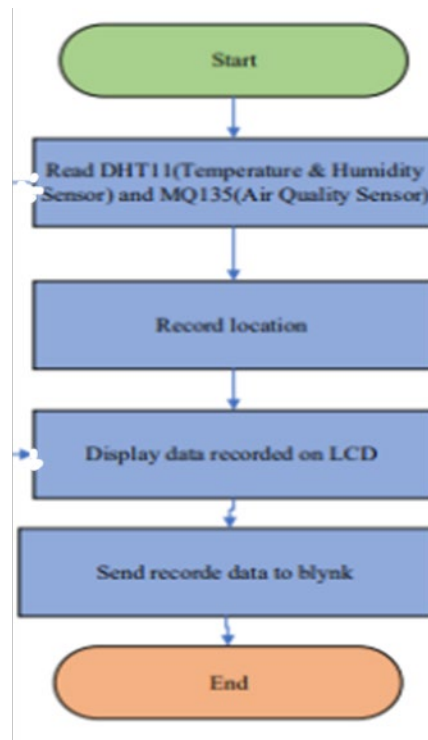 Start
Read DHT11(Temperature & Humidity
Sensor) and MQ135(Air Quality Sensor)
Record location
Display data recorded on LCD
Send recorde data to blynk
End